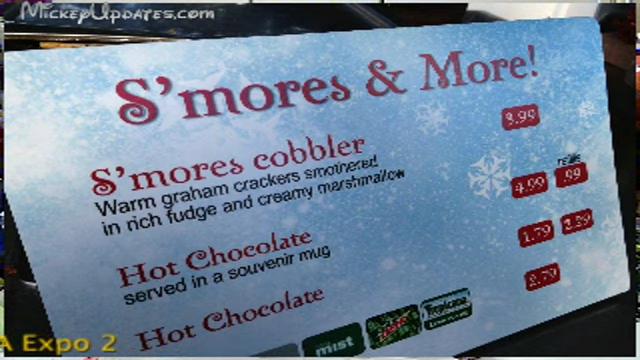 MickeyUpdates.com
S'mores & More!
S'mores cobbler 3.99
Warm graham crackers smothered
in rich fudge and creamy marshmallow
refills
Hot Chocolate 4.99 .99
served in a souvenir mug
Hot Chocolate 1.79 2.29
2.79
mist
Tropicana
A Expo 2